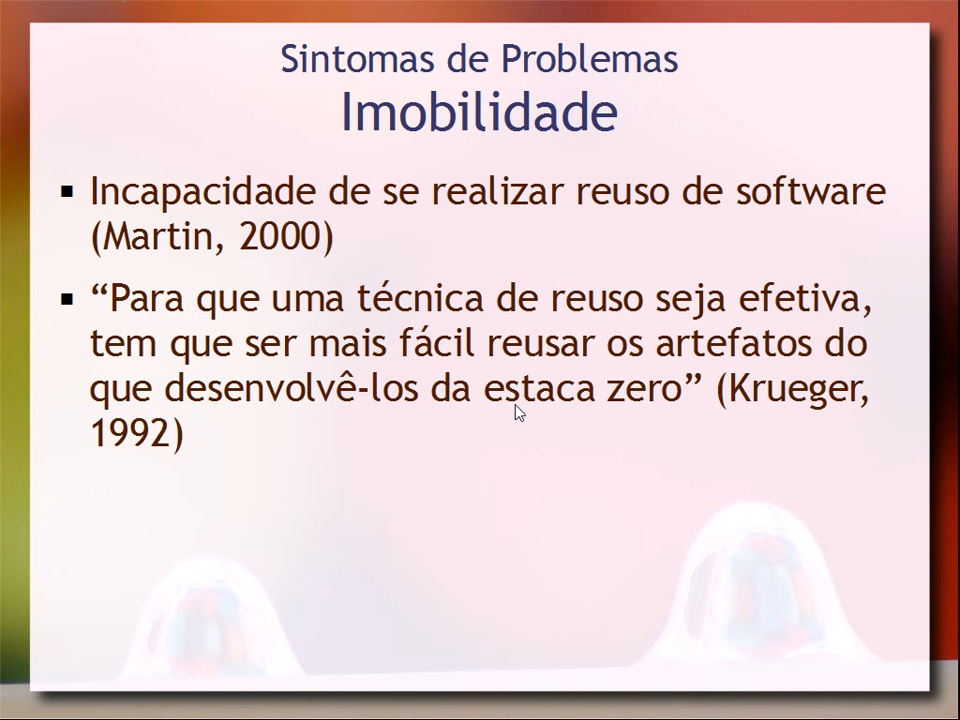 Sintomas de Problemas
Imobilidade
▪ Incapacidade de se realizar reuso de software
(Martin, 2000)
▪ “Para que uma técnica de reuso seja efetiva,
tem que ser mais fácil reusar os artefatos do
que desenvolvê-los da estaca zero” (Krueger,
1992)